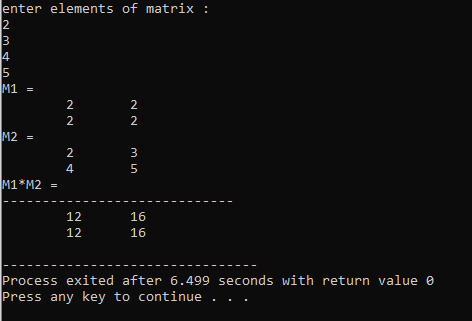 enter elements of matrix :
2
3
4
5
M1 =
2 2
2 2
M2 =
2 3
4 5
M1*M2 =
-----------------------------
12 16
12 16
--------------------------------
Process exited after 6.499 seconds with return value 0
Press any key to continue . . .